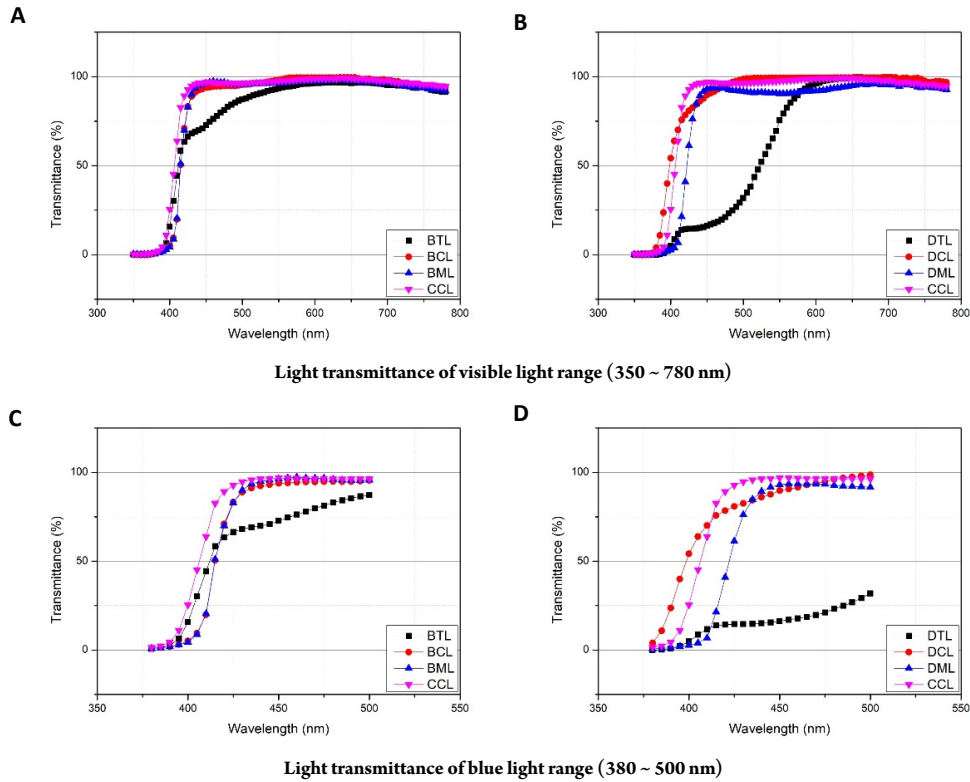 A
B
Transmittance (%)
100
50
0
BTL
BCL
BML
CCL
300
400
500
600
700
800
Wavelength (nm)
Transmittance (%)
100
50
0
DTL
DCL
DML
CCL
300
400
500
600
700
800
Wavelength (nm)
Light transmittance of visible light range (350 ~ 780 nm)
C
D
Transmittance (%)
100
50
0
BTL
BCL
BML
CCL
350
400
450
500
550
Wavelength (nm)
Transmittance (%)
100
50
0
DTL
DCL
DML
CCL
350
400
450
500
550
Wavelength (nm)
Light transmittance of blue light range (380 ~ 500 nm)